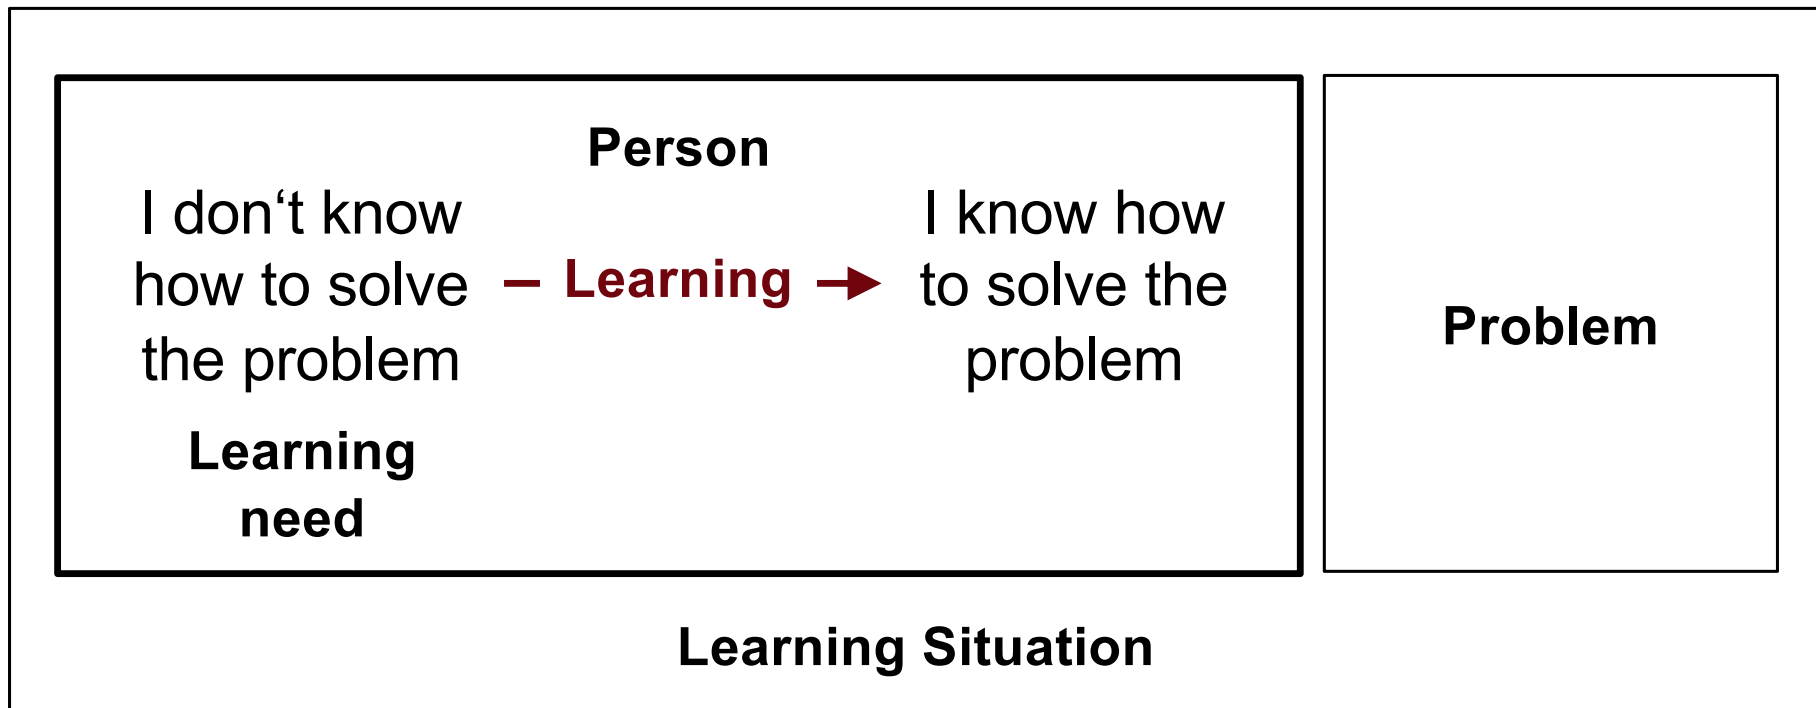 Person
I don‘t know
how to solve
the problem
Learning
I know how
to solve the
problem
Learning
need
Problem
Learning Situation